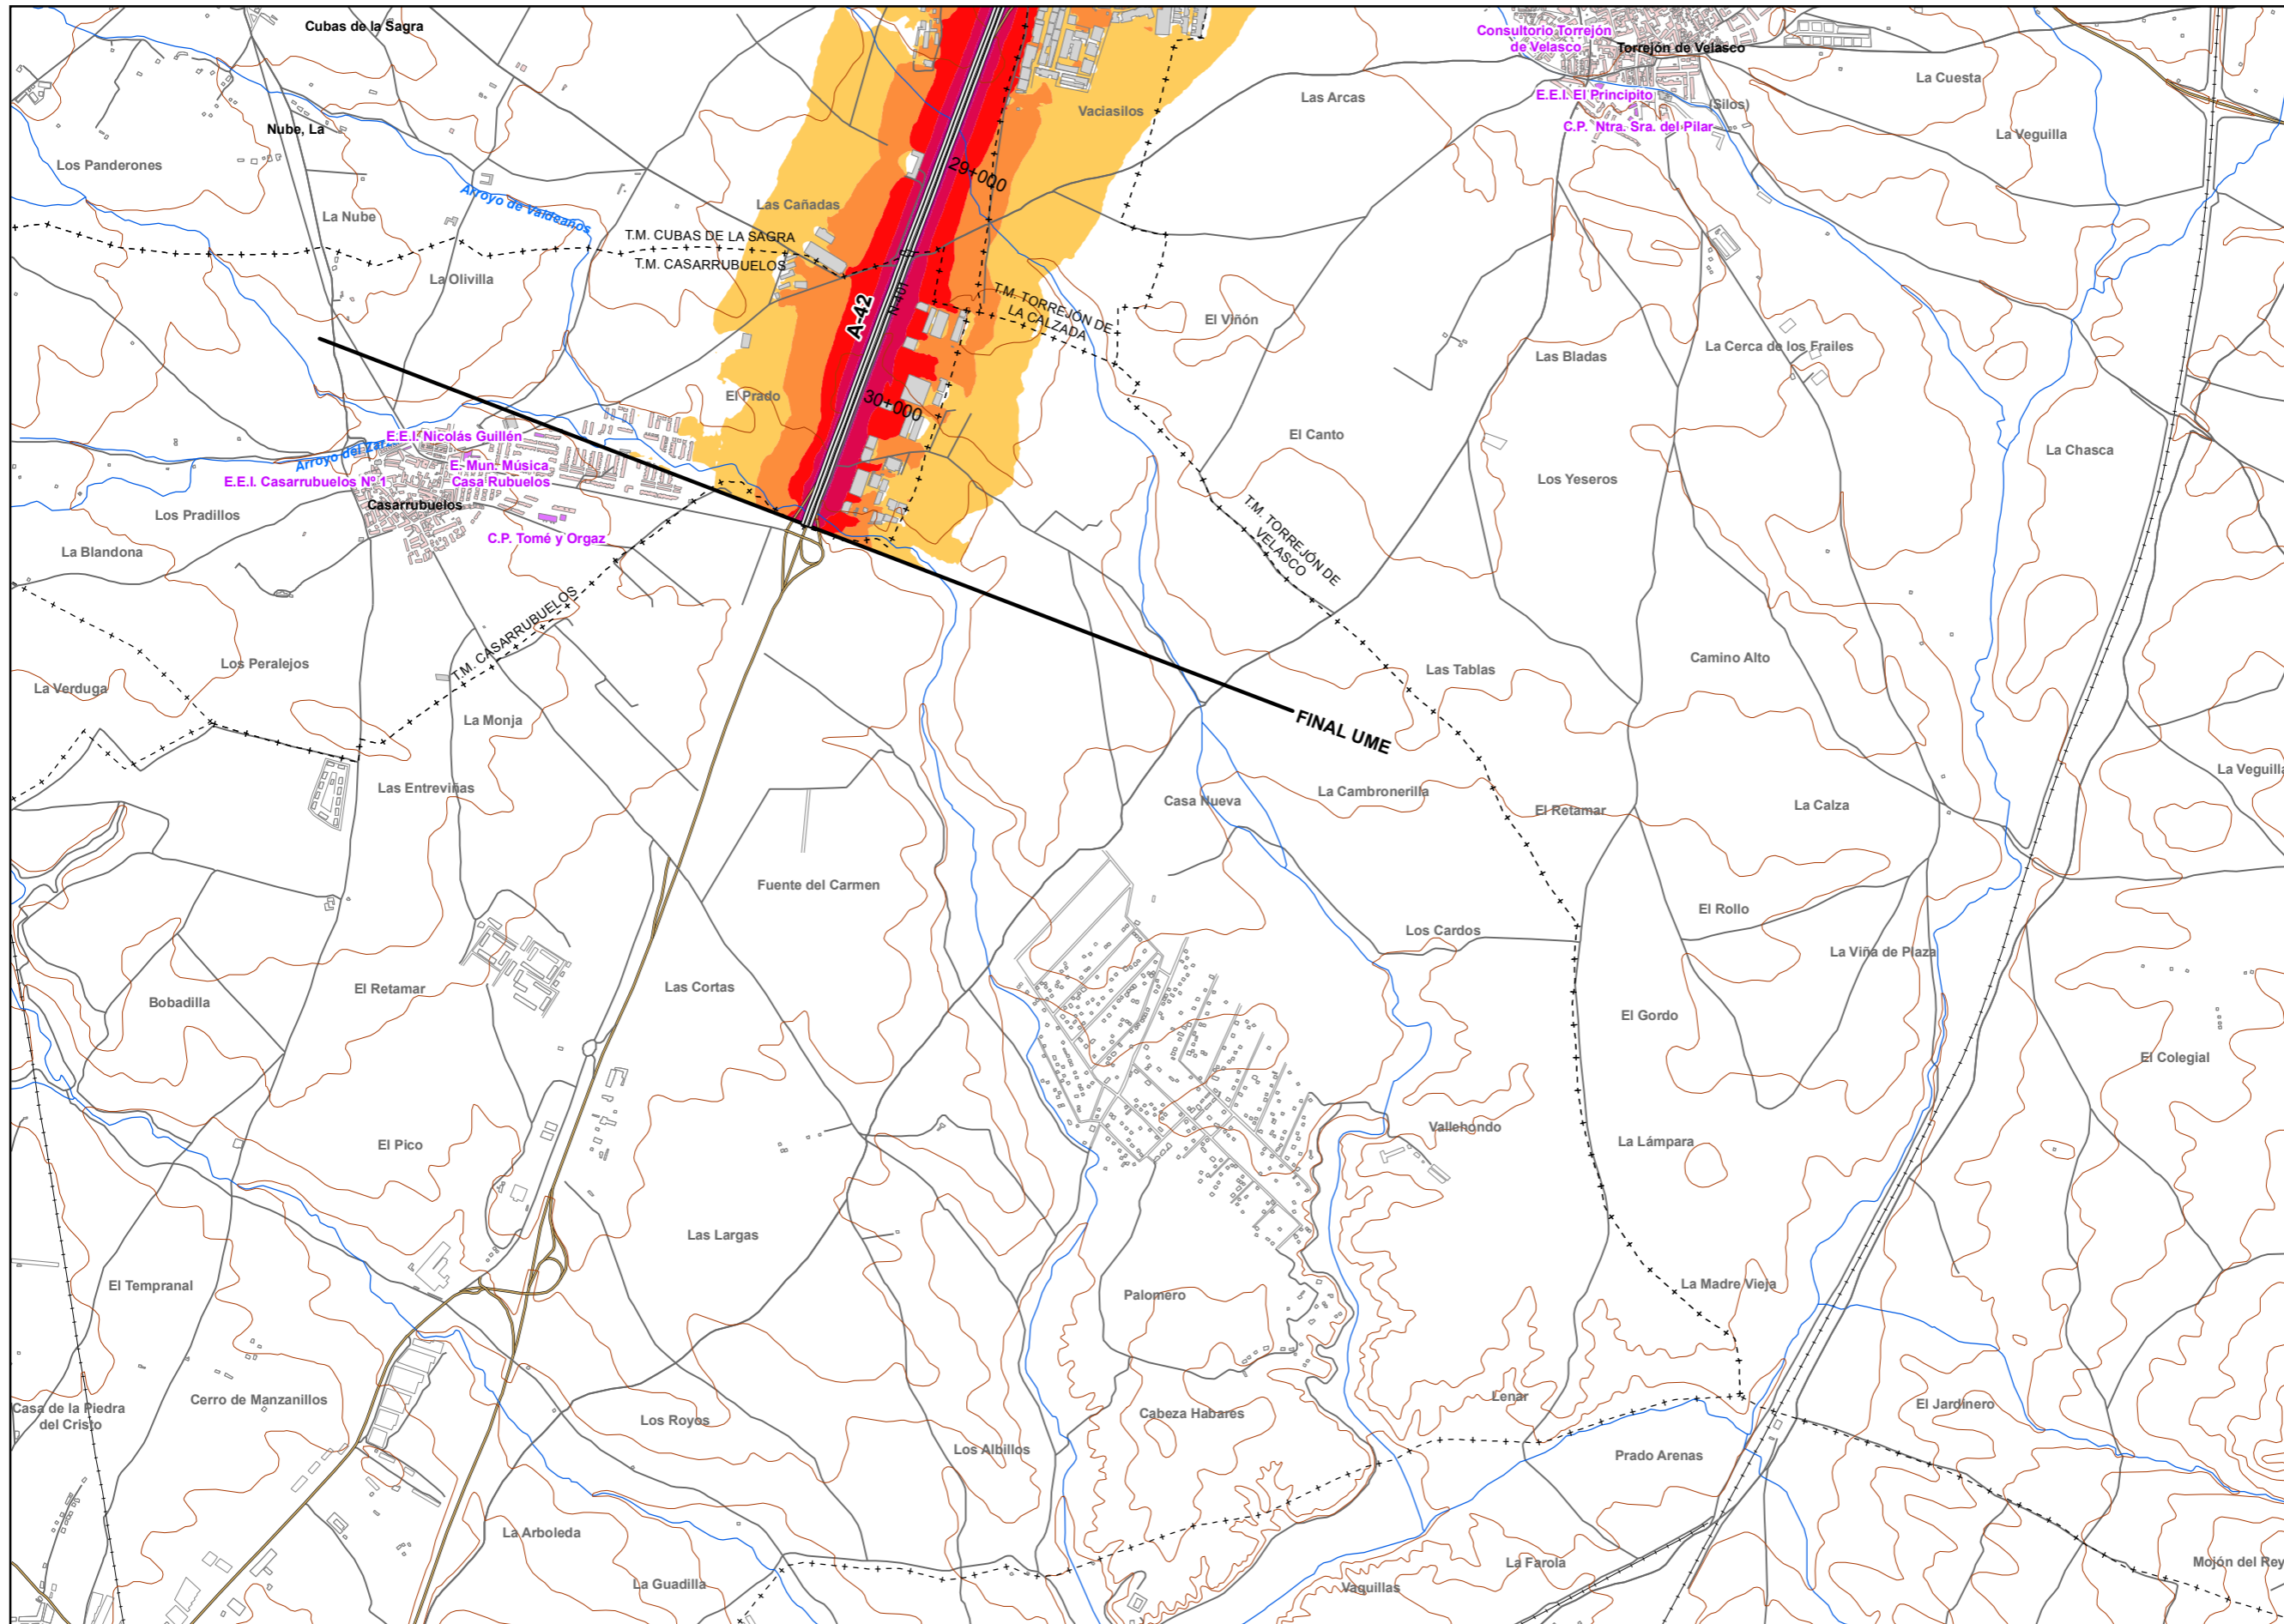 Cubas de la Sagra
Consultorio Torrejón
de Velasco
Torrejón de Velasco
La Cuesta
E.E.I. El Principito
(Silos)
C.P. Ntra. Sra. del Pilar
La Veguilla
Las Arcas
Vaciasilos
Nube, La
Los Panderones
29+000
Arroyo de Valdeaños
La Nube
Las Cañadas
T.M. CUBAS DE LA SAGRA
T.M. CASARRUBUELOS
La Olivilla
A-42
N-401
T.M. TORREJÓN DE
LA CALZADA
El Viñón
Las Bladas
La Cerca de los Frailes
El Prado
30+000
El Canto
La Chasca
E.E.I. Nicolás Guillén
Arroyo del
E. Mun. Música
Casa Rubuelos
E.E.I. Casarrubuelos Nº 1
Los Yeseros
Casarrubuelos
Los Pradillos
C.P. Tomé y Orgaz
T.M. TORREJÓN DE
VELASCO
La Blandona
T.M. CASARRUBUELOS
Los Peralejos
La Verduga
Las Tablas
Camino Alto
La Monja
FINAL UME
La Veguilla
Las Entreviñas
Casa Nueva
La Cambronerilla
El Retamar
La Calza
Fuente del Carmen
El Rollo
Los Cardos
La Viña de Plaza
Bobadilla
El Retamar
Las Cortas
El Gordo
El Colegial
El Pico
Vallehondo
La Lámpara
Las Largas
El Tempranal
Palomero
La Madre Vieja
Casa de la Piedra
del Cristo
Cerro de Manzanillos
Los Royos
Cabeza Habares
Lenar
El Jardinero
Los Albillos
Prado Arenas
La Arboleda
La Guadilla
Vaquillas
La Farola
Mojón del Rey